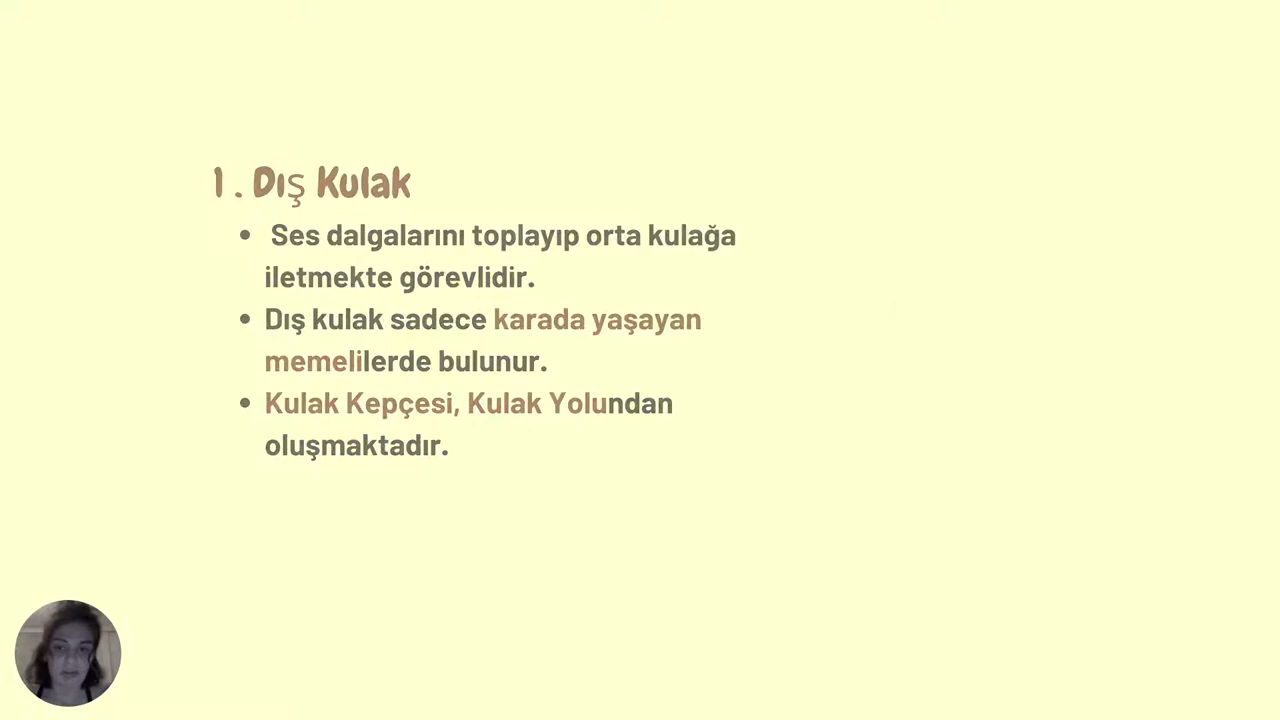 1 . Dış Kulak
• Ses dalgalarını toplayıp orta kulağa
iletmekte görevlidir.
• Dış kulak sadece karada yaşayan
memelilerde bulunur.
• Kulak Kepçesi, Kulak Yolundan
oluşmaktadır.